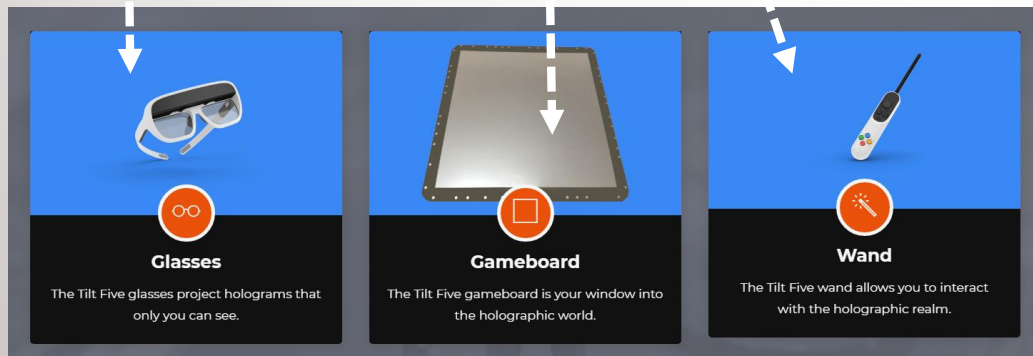 Glasses
The Tilt Five glasses project holograms that
only you can see.
Gameboard
The Tilt Five gameboard is your window into
the holographic world.
Wand
The Tilt Five wand allows you to interact
with the holographic realm.